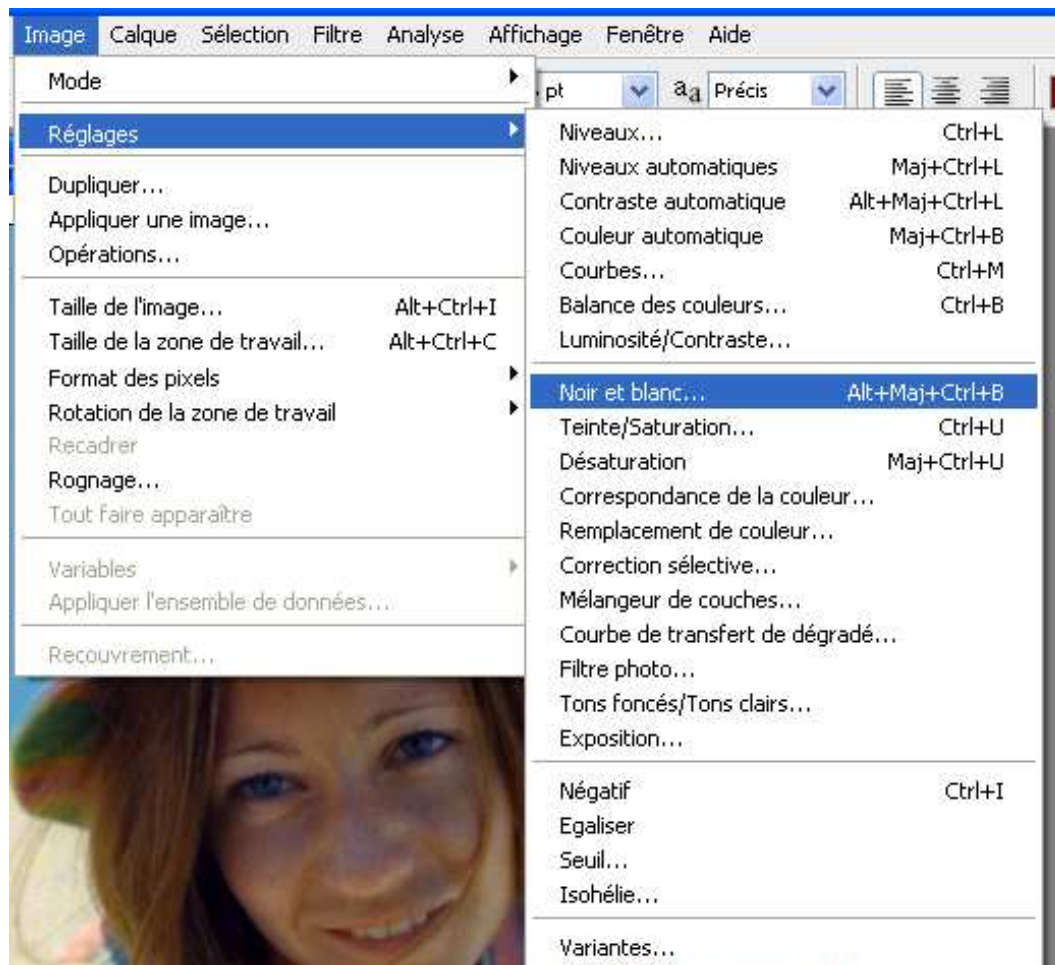 Image Calque Sélection Filtre Analyse Affichage Fenêtre Aide
pt aa Précis
Mode
Réglages
Dupliquer...
Appliquer une image...
Opérations...
Taille de l'image... Alt+Ctrl+I
Taille de la zone de travail... Alt+Ctrl+C
Format des pixels
Rotation de la zone de travail
Recadrer
Rognage...
Tout faire apparaître
Variables
Appliquer l'ensemble de données...
Recouvrement...
Niveaux... Ctrl+L
Niveaux automatiques Maj+Ctrl+L
Contraste automatique Alt+Maj+Ctrl+L
Couleur automatique Maj+Ctrl+B
Courbes... Ctrl+M
Balance des couleurs... Ctrl+B
Luminosité/Contraste...
Noir et blanc... Alt+Maj+Ctrl+B
Teinte/Saturation... Ctrl+U
Désaturation Maj+Ctrl+U
Correspondance de la couleur...
Remplacement de couleur...
Correction sélective...
Mélangeur de couches...
Courbe de transfert de dégradé...
Filtre photo...
Tons foncés/Tons clairs...
Exposition...
Négatif Ctrl+I
Egaliser
Seuil...
Isohélie...
Variantes...